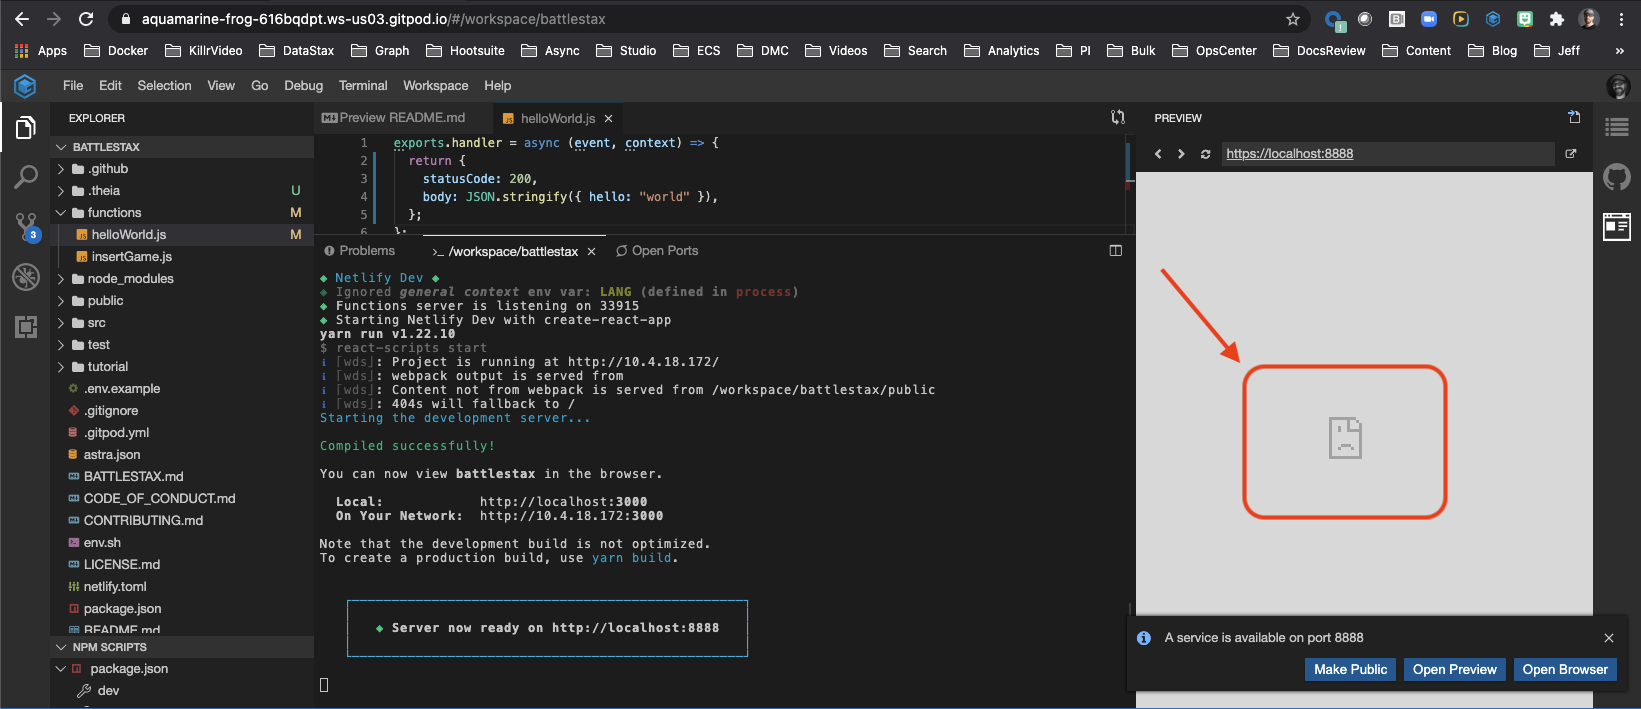 aquamarine-frog-616bqdpt.ws-us03.gitpod.io/#/workspace/battlestax
Apps Docker KillrVideo DataStax Graph Hootsuite Async Studio ECS DMC Videos Search Analytics PI Bulk OpsCenter DocsReview Content Blog Jeff »
File Edit Selection View Go Debug Terminal Workspace Help
EXPLORER
BATTLESTAX
.github
.theia U
functions M
helloWorld.js M
insertGame.js
node_modules
public
src
test
tutorial
.env.example
.gitignore
.gitpod.yml
astra.json
BATTLESTAX.md
CODE_OF_CONDUCT.md
CONTRIBUTING.md
env.sh
LICENSE.md
netlify.toml
package.json
README.md
NPM SCRIPTS
package.json
dev
3
Preview README.md helloWorld.js ×
1 exports.handler = async (event, context) => {
2 return {
3 statusCode: 200,
4 body: JSON.stringify({ hello: "world" }),
5 };
6 };
Problems >_ /workspace/battlestax × Open Ports
◆ Netlify Dev ◆
◆ Ignored general context env var: LANG (defined in process)
◆ Functions server is listening on 33915
◆ Starting Netlify Dev with create-react-app
yarn run v1.22.10
$ react-scripts start
ℹ ｢wds｣: Project is running at http://10.4.18.172/
ℹ ｢wds｣: webpack output is served from
ℹ ｢wds｣: Content not from webpack is served from /workspace/battlestax/public
ℹ ｢wds｣: 404s will fallback to /
Starting the development server...
Compiled successfully!
You can now view battlestax in the browser.
Local: http://localhost:3000
On Your Network: http://10.4.18.172:3000
Note that the development build is not optimized.
To create a production build, use yarn build.
◆ Server now ready on http://localhost:8888
PREVIEW
https://localhost:8888
A service is available on port 8888
Make Public Open Preview Open Browser